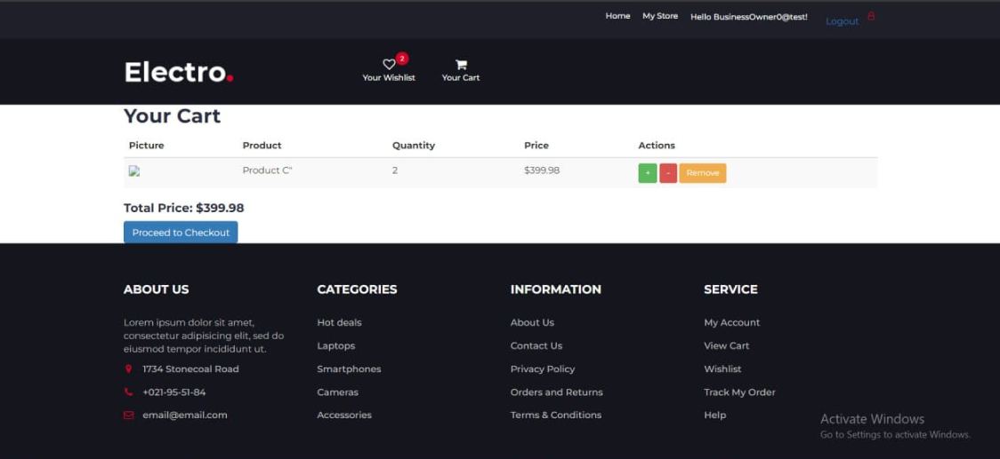 Home My Store Hello BusinessOwner0@test! Logout
Electro.
2
Your Wishlist Your Cart
Your Cart
Picture Product Quantity Price Actions
Product C" 2 $399.98 + - Remove
Total Price: $399.98
Proceed to Checkout
ABOUT US CATEGORIES INFORMATION SERVICE
Lorem ipsum dolor sit amet,
consectetur adipisicing elit, sed do
eiusmod tempor incididunt ut.
1734 Stonecoal Road
+021-95-51-84
email@email.com
Hot deals
Laptops
Smartphones
Cameras
Accessories
About Us
Contact Us
Privacy Policy
Orders and Returns
Terms & Conditions
My Account
View Cart
Wishlist
Track My Order
Help
Activate Windows
Go to Settings to activate Windows.